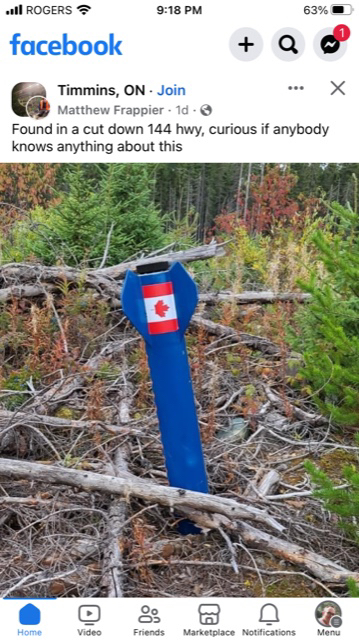 ROGERS 9:18 PM 63%
facebook
1
Timmins, ON · Join
Matthew Frappier · 1d ·
Found in a cut down 144 hwy, curious if anybody
knows anything about this
Home Video Friends Marketplace Notifications Menu